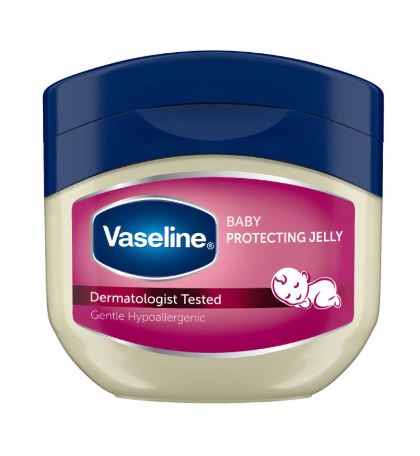 Vaseline®
BABY
PROTECTING JELLY
Dermatologist Tested
Gentle Hypoallergenic